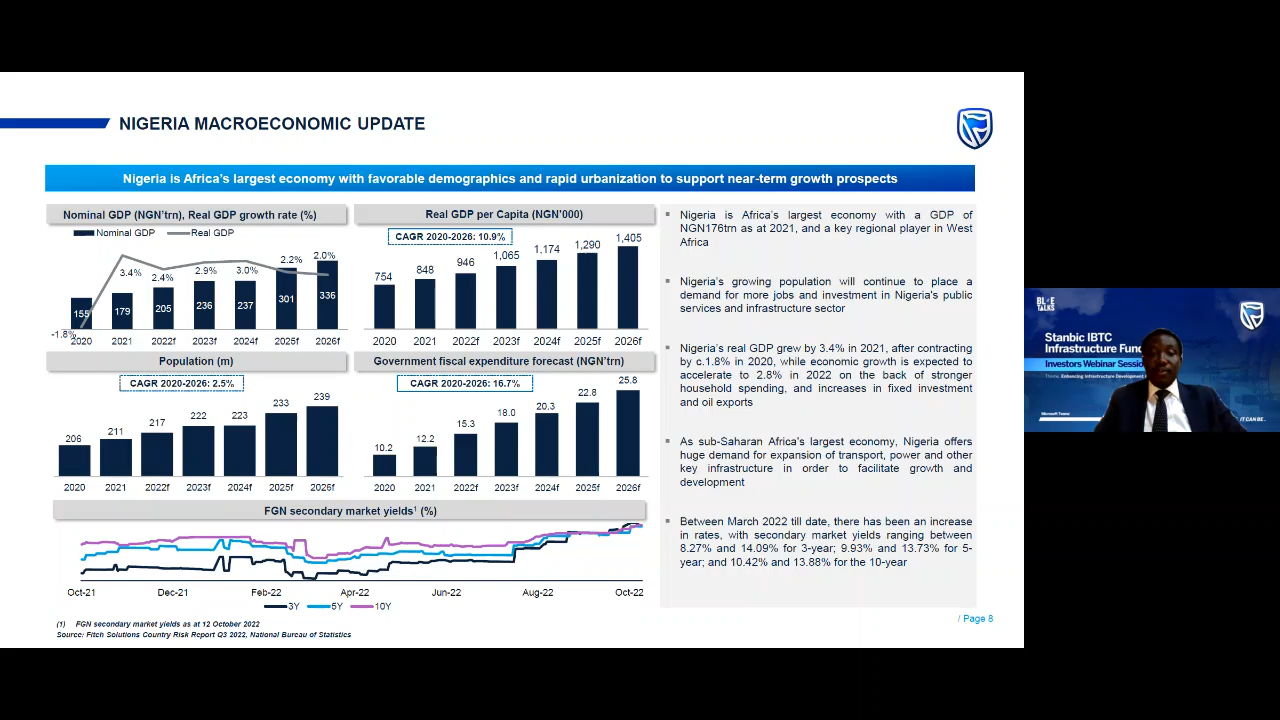 NIGERIA MACROECONOMIC UPDATE
Nigeria is Africa's largest economy with favorable demographics and rapid urbanization to support near-term growth prospects
Nominal GDP (NGN'trn), Real GDP growth rate (%)
Nominal GDP Real GDP
3.4% 2.4% 2.9% 3.0% 2.2% 2.0%
155 179 205 236 237 301 336
-1.8%
2020 2021 2022f 2023f 2024f 2025f 2026f
Real GDP per Capita (NGN'000)
CAGR 2020-2026: 10.9%
754 848 946 1,065 1,174 1,290 1,405
2020 2021 2022f 2023f 2024f 2025f 2026f
Population (m)
CAGR 2020-2026: 2.5%
206 211 217 222 223 233 239
2020 2021 2022f 2023f 2024f 2025f 2026f
Government fiscal expenditure forecast (NGN'trn)
CAGR 2020-2026: 16.7%
10.2 12.2 15.3 18.0 20.3 22.8 25.8
2020 2021 2022f 2023f 2024f 2025f 2026f
FGN secondary market yields¹ (%)
Oct-21 Dec-21 Feb-22 Apr-22 Jun-22 Aug-22 Oct-22
3Y 5Y 10Y
(1) FGN secondary market yields as at 12 October 2022
Source: Fitch Solutions Country Risk Report Q3 2022, National Bureau of Statistics
▪ Nigeria is Africa's largest economy with a GDP of
NGN176trn as at 2021, and a key regional player in West
Africa
▪ Nigeria's growing population will continue to place a
demand for more jobs and investment in Nigeria's public
services and infrastructure sector
▪ Nigeria's real GDP grew by 3.4% in 2021, after contracting
by c.1.8% in 2020, while economic growth is expected to
accelerate to 2.8% in 2022 on the back of stronger
household spending, and increases in fixed investment
and oil exports
▪ As sub-Saharan Africa's largest economy, Nigeria offers
huge demand for expansion of transport, power and other
key infrastructure in order to facilitate growth and
development
▪ Between March 2022 till date, there has been an increase
in rates, with secondary market yields ranging between
8.27% and 14.09% for 3-year; 9.93% and 13.73% for 5-
year; and 10.42% and 13.88% for the 10-year
/ Page 8
BLUE
TALKS
Stanbic IBTC
Infrastructure Fund
Investors Webinar Sessio
Theme: Enhancing Infrastructure Development
Microsoft Teams
IT CAN BE..